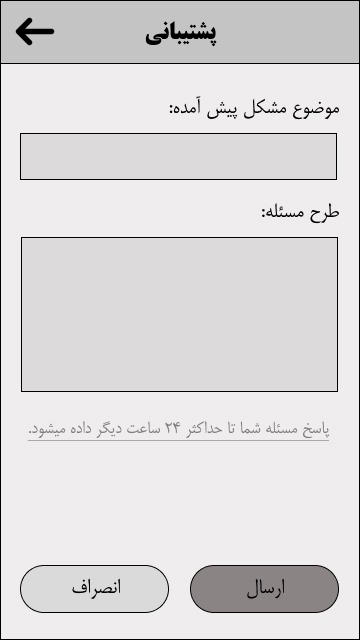 پشتیبانی
موضوع مشکل پیش آمده:
طرح مسئله:
پاسخ مسئله شما تا حداکثر ۲۴ ساعت دیگر داده میشود.
ارسال
انصراف